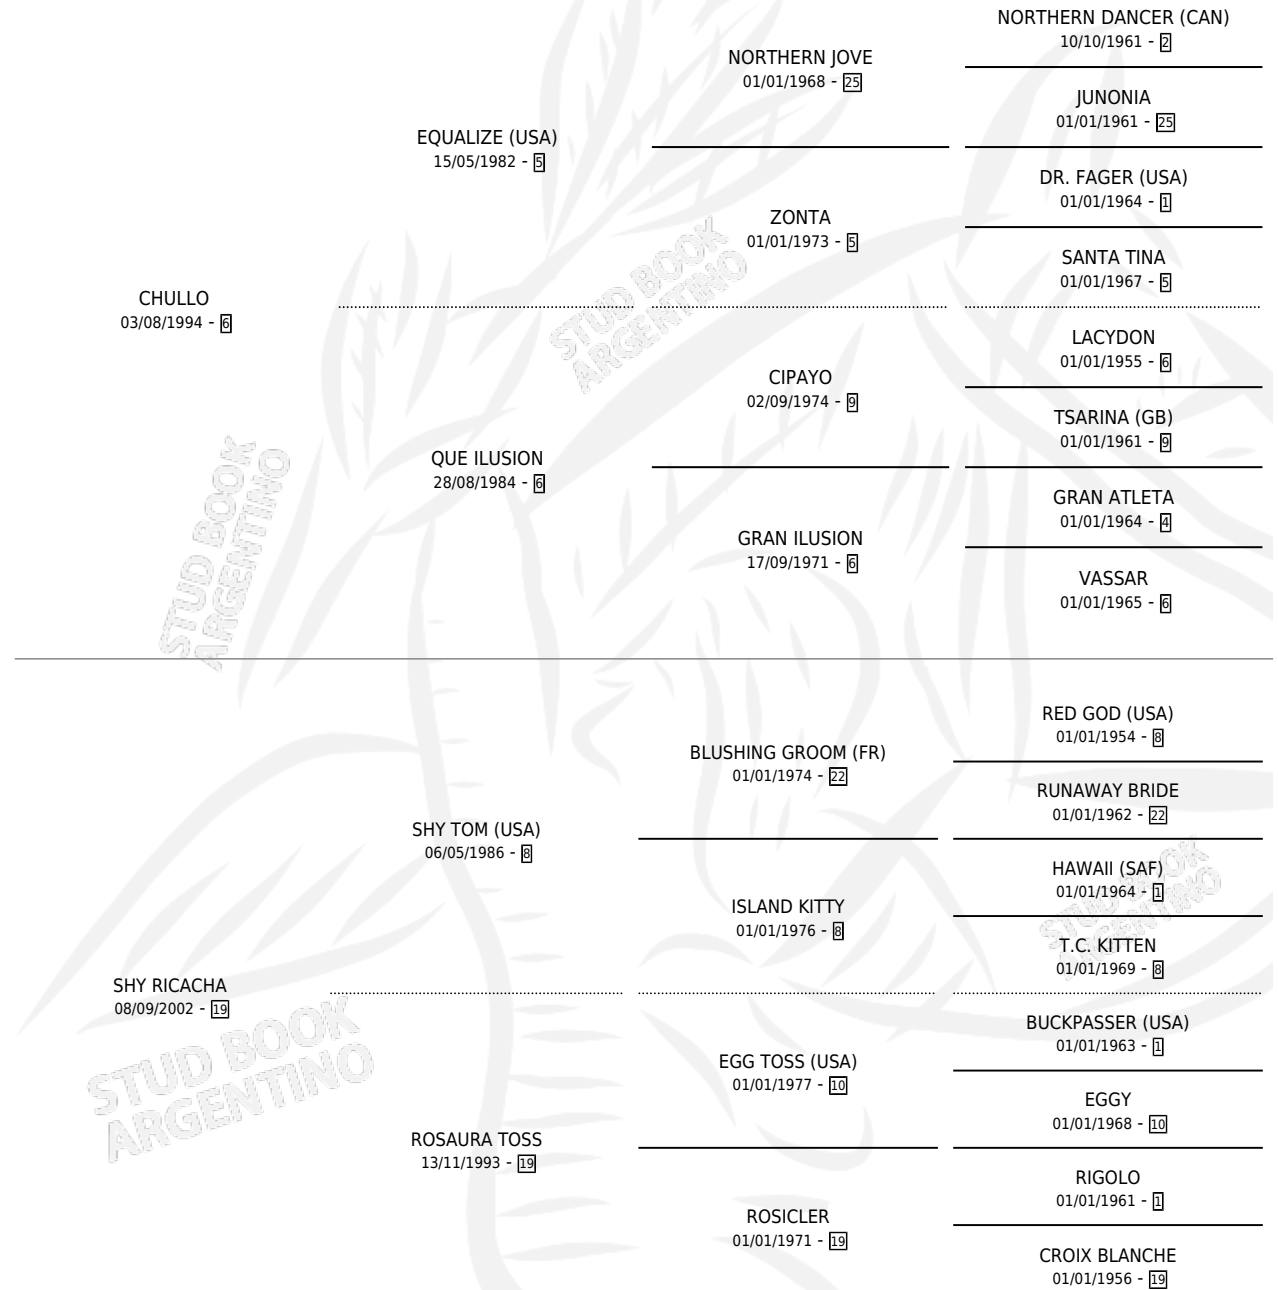 NORTHERN DANCER (CAN)
10/10/1961 - 2
NORTHERN JOVE
01/01/1968 - 25
JUNONIA
01/01/1961 - 25
EQUALIZE (USA)
15/05/1982 - 5
DR. FAGER (USA)
01/01/1964 - 1
ZONTA
01/01/1973 - 5
SANTA TINA
01/01/1967 - 5
CHULLO
03/08/1994 - 6
LACYDON
01/01/1955 - 6
CIPAYO
02/09/1974 - 9
TSARINA (GB)
01/01/1961 - 9
QUE ILUSION
28/08/1984 - 6
GRAN ATLETA
01/01/1964 - 4
GRAN ILUSION
17/09/1971 - 6
VASSAR
01/01/1965 - 6
RED GOD (USA)
01/01/1954 - 8
BLUSHING GROOM (FR)
01/01/1974 - 22
RUNAWAY BRIDE
01/01/1962 - 22
SHY TOM (USA)
06/05/1986 - 8
HAWAII (SAF)
01/01/1964 - 1
ISLAND KITTY
01/01/1976 - 8
T.C. KITTEN
01/01/1969 - 8
SHY RICACHA
08/09/2002 - 19
BUCKPASSER (USA)
01/01/1963 - 1
EGG TOSS (USA)
01/01/1977 - 10
EGGY
01/01/1968 - 10
ROSAURA TOSS
13/11/1993 - 19
RIGOLO
01/01/1961 - 1
ROSICLER
01/01/1971 - 19
CROIX BLANCHE
01/01/1956 - 19
STUD BOOK
ARGENTINO
STUD BOOK
ARGENTINO
STUD BOOK
ARGENTINO
STUD BOOK
ARGENTINO